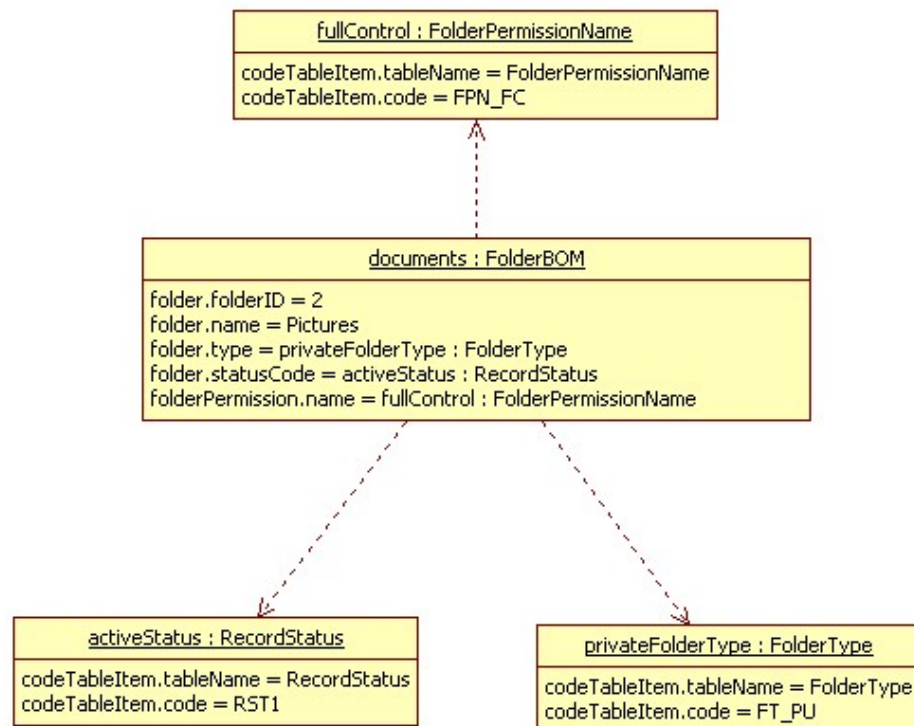 fullControl : FolderPermissionName
codeTableItem.tableName = FolderPermissionName
codeTableItem.code = FPN_FC
documents : FolderBOM
folder.folderID = 2
folder.name = Pictures
folder.type = privateFolderType : FolderType
folder.statusCode = activeStatus : RecordStatus
folderPermission.name = fullControl : FolderPermissionName
activeStatus : RecordStatus
codeTableItem.tableName = RecordStatus
codeTableItem.code = RST1
privateFolderType : FolderType
codeTableItem.tableName = FolderType
codeTableItem.code = FT_PU